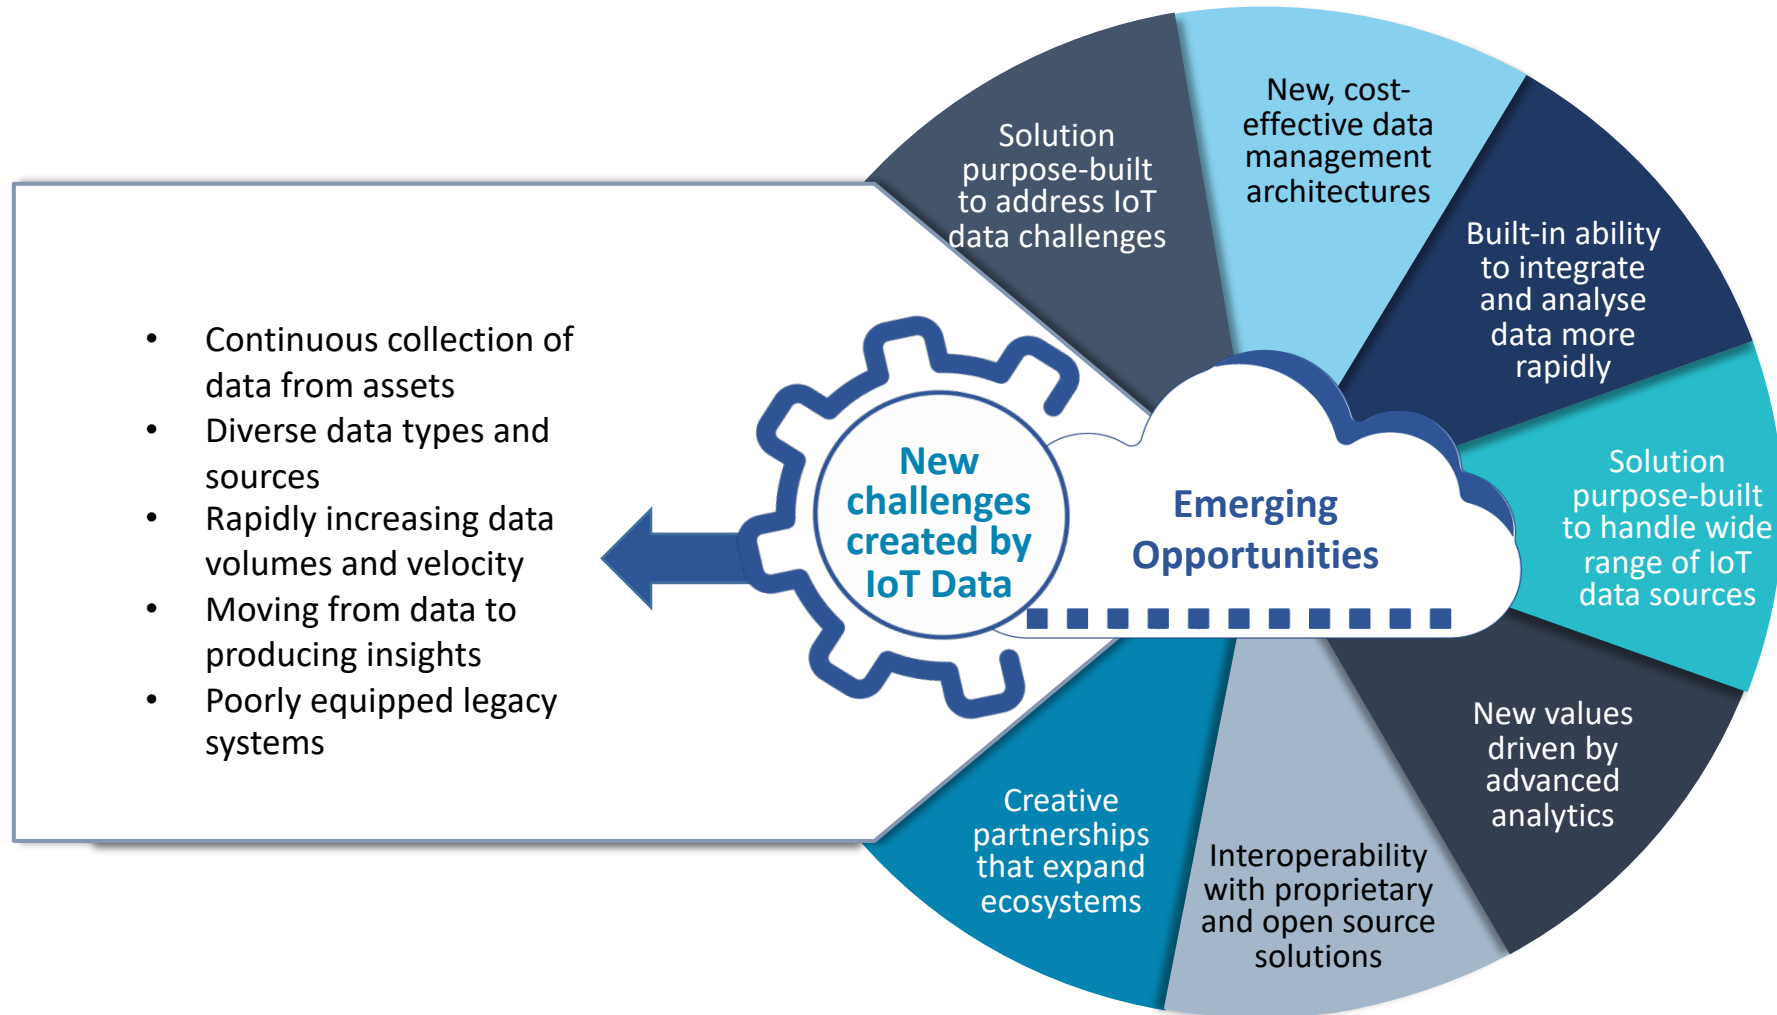 • Continuous collection of
data from assets
• Diverse data types and
sources
• Rapidly increasing data
volumes and velocity
• Moving from data to
producing insights
• Poorly equipped legacy
systems
New
challenges
created by
IoT Data
Emerging
Opportunities
Solution
purpose-built
to address IoT
data challenges
New, cost-
effective data
management
architectures
Built-in ability
to integrate
and analyse
data more
rapidly
Solution
purpose-built
to handle wide
range of IoT
data sources
New values
driven by
advanced
analytics
Interoperability
with proprietary
and open source
solutions
Creative
partnerships
that expand
ecosystems